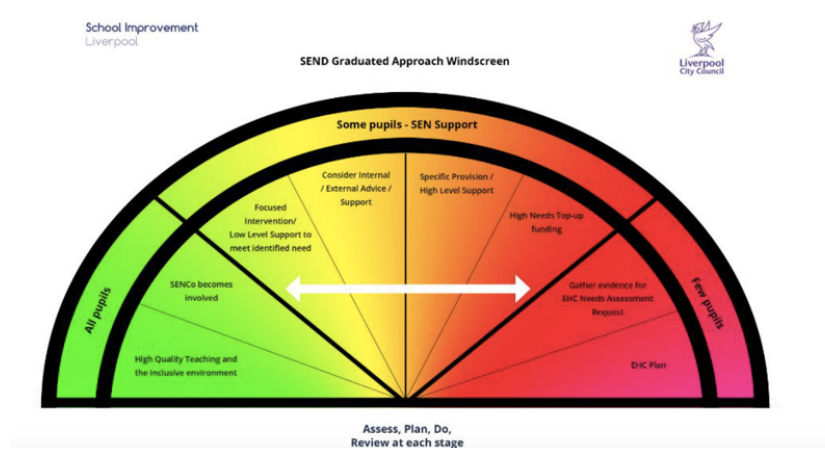 School Improvement
Liverpool
Liverpool
City Council
SEND Graduated Approach Windscreen
Some pupils - SEN Support
Consider Internal
/ External Advice /
Support
Specific Provision /
High Level Support
Focused
Intervention/
Low Level Support to
meet identified need
High Needs Top-up
funding
SENCo becomes
involved
Gather evidence for
EHC Needs Assessment
Request
All pupils
Few pupils
High Quality Teaching and
the inclusive environment
EHC Plan
Assess, Plan, Do,
Review at each stage